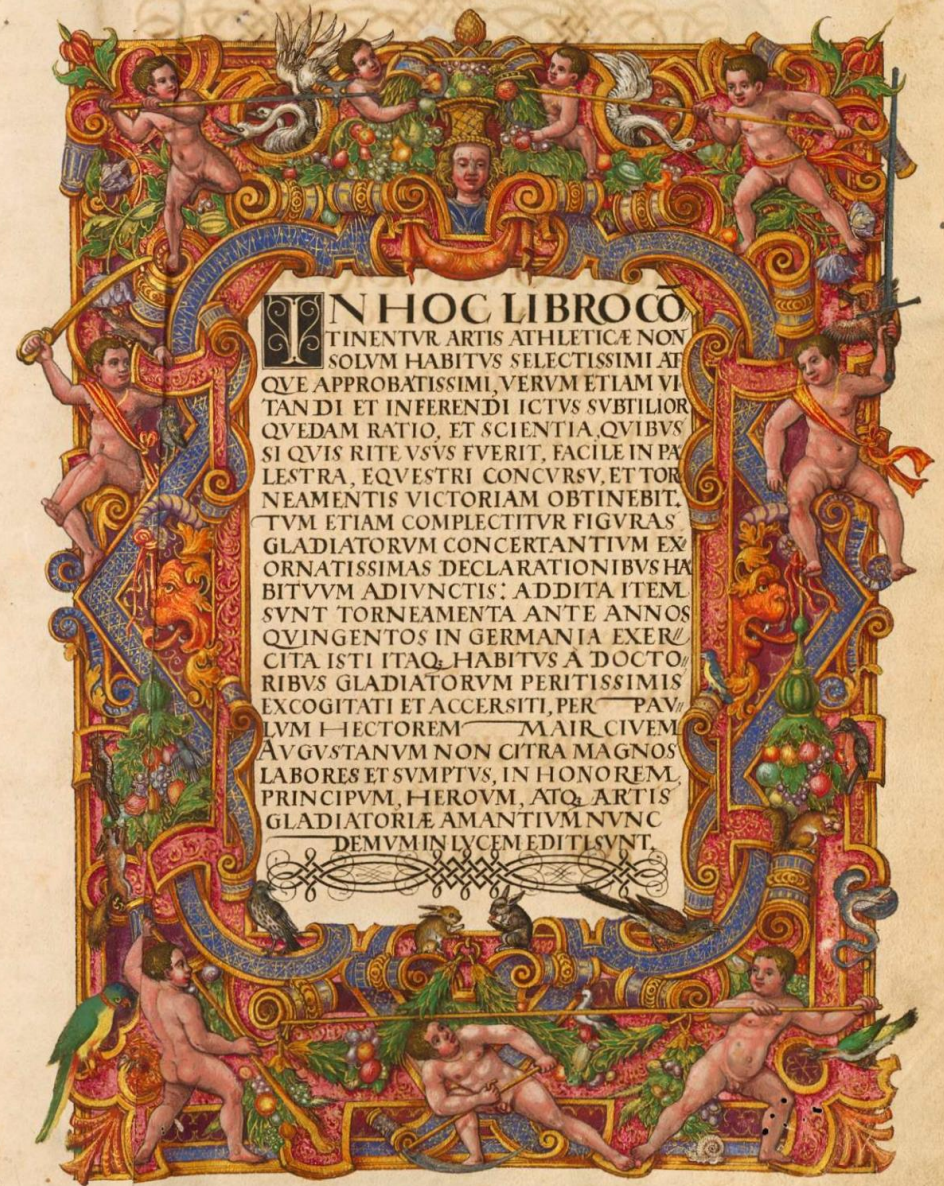 IN HOC LIBRO CŌ
TINENTVR ARTIS ATHLETICÆ NON
SOLVM HABITVS SELECTISSIMI AT
QVE APPROBATISSIMI, VERVM ETIAM VI
TANDI ET INFERENDI ICTVS SVBTILIOR
QVEDAM RATIO, ET SCIENTIA, QVIBVS
SI QVIS RITE VSVS FVERIT, FACILE IN PA
LESTRA, EQVESTRI CONCVRSV, ET TOR
NEAMENTIS VICTORIAM OBTINEBIT.
TVM ETIAM COMPLECTITVR FIGVRAS
GLADIATORVM CONCERTANTIVM EX
ORNATISSIMAS DECLARATIONIBVS HA
BITVVM ADIVNCTIS: ADDITA ITEM
SVNT TORNEAMENTA ANTE ANNOS
QVINGENTOS IN GERMANIA EXER//
CITA ISTI ITAQ; HABITVS À DOCTO//
RIBVS GLADIATORVM PERITISSIMIS
EXCOGITATI ET ACCERSITI, PER PAV//
LVM HECTOREM MAIR CIVEM
AVGVSTANVM NON CITRA MAGNOS
LABORES ET SVMPTVS, IN HONOREM
PRINCIPVM, HEROVM, ATQ; ARTIS
GLADIATORIÆ AMANTIVM NVNC
DEMVM IN LVCEM EDITI SVNT.